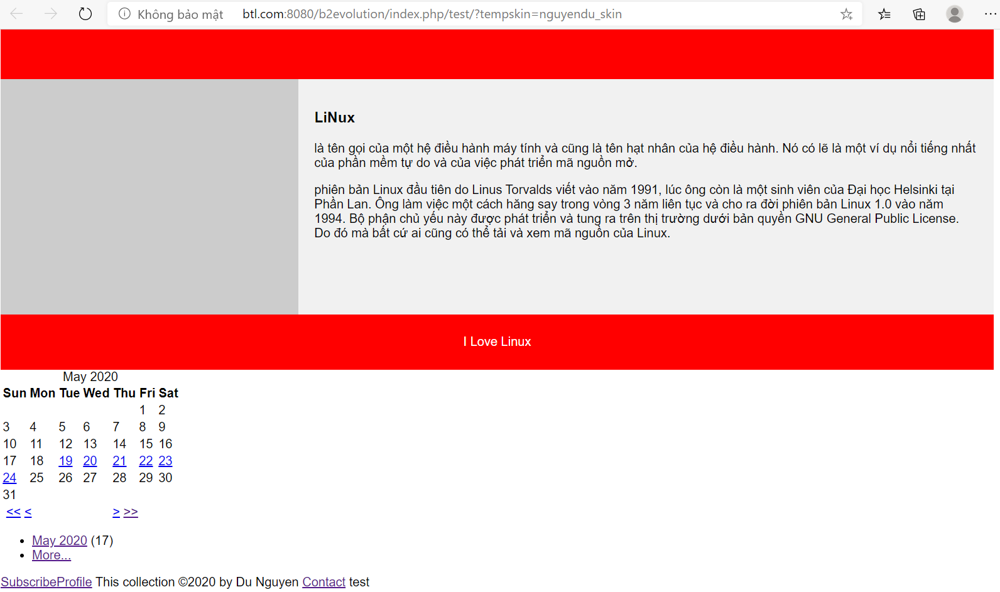 Không bảo mật btl.com:8080/b2evolution/index.php/test/?tempskin=nguyendu_skin
LiNux
là tên gọi của một hệ điều hành máy tính và cũng là tên hạt nhân của hệ điều hành. Nó có lẽ là một ví dụ nổi tiếng nhất
của phần mềm tự do và của việc phát triển mã nguồn mở.
phiên bản Linux đầu tiên do Linus Torvalds viết vào năm 1991, lúc ông còn là một sinh viên của Đại học Helsinki tại
Phần Lan. Ông làm việc một cách hăng say trong vòng 3 năm liên tục và cho ra đời phiên bản Linux 1.0 vào năm
1994. Bộ phận chủ yếu này được phát triển và tung ra trên thị trường dưới bản quyền GNU General Public License.
Do đó mà bất cứ ai cũng có thể tải và xem mã nguồn của Linux.
I Love Linux
May 2020
Sun Mon Tue Wed Thu Fri Sat
1 2
3 4 5 6 7 8 9
10 11 12 13 14 15 16
17 18 19 20 21 22 23
24 25 26 27 28 29 30
31
<< < > >>
May 2020 (17)
More...
SubscribeProfile This collection ©2020 by Du Nguyen Contact test